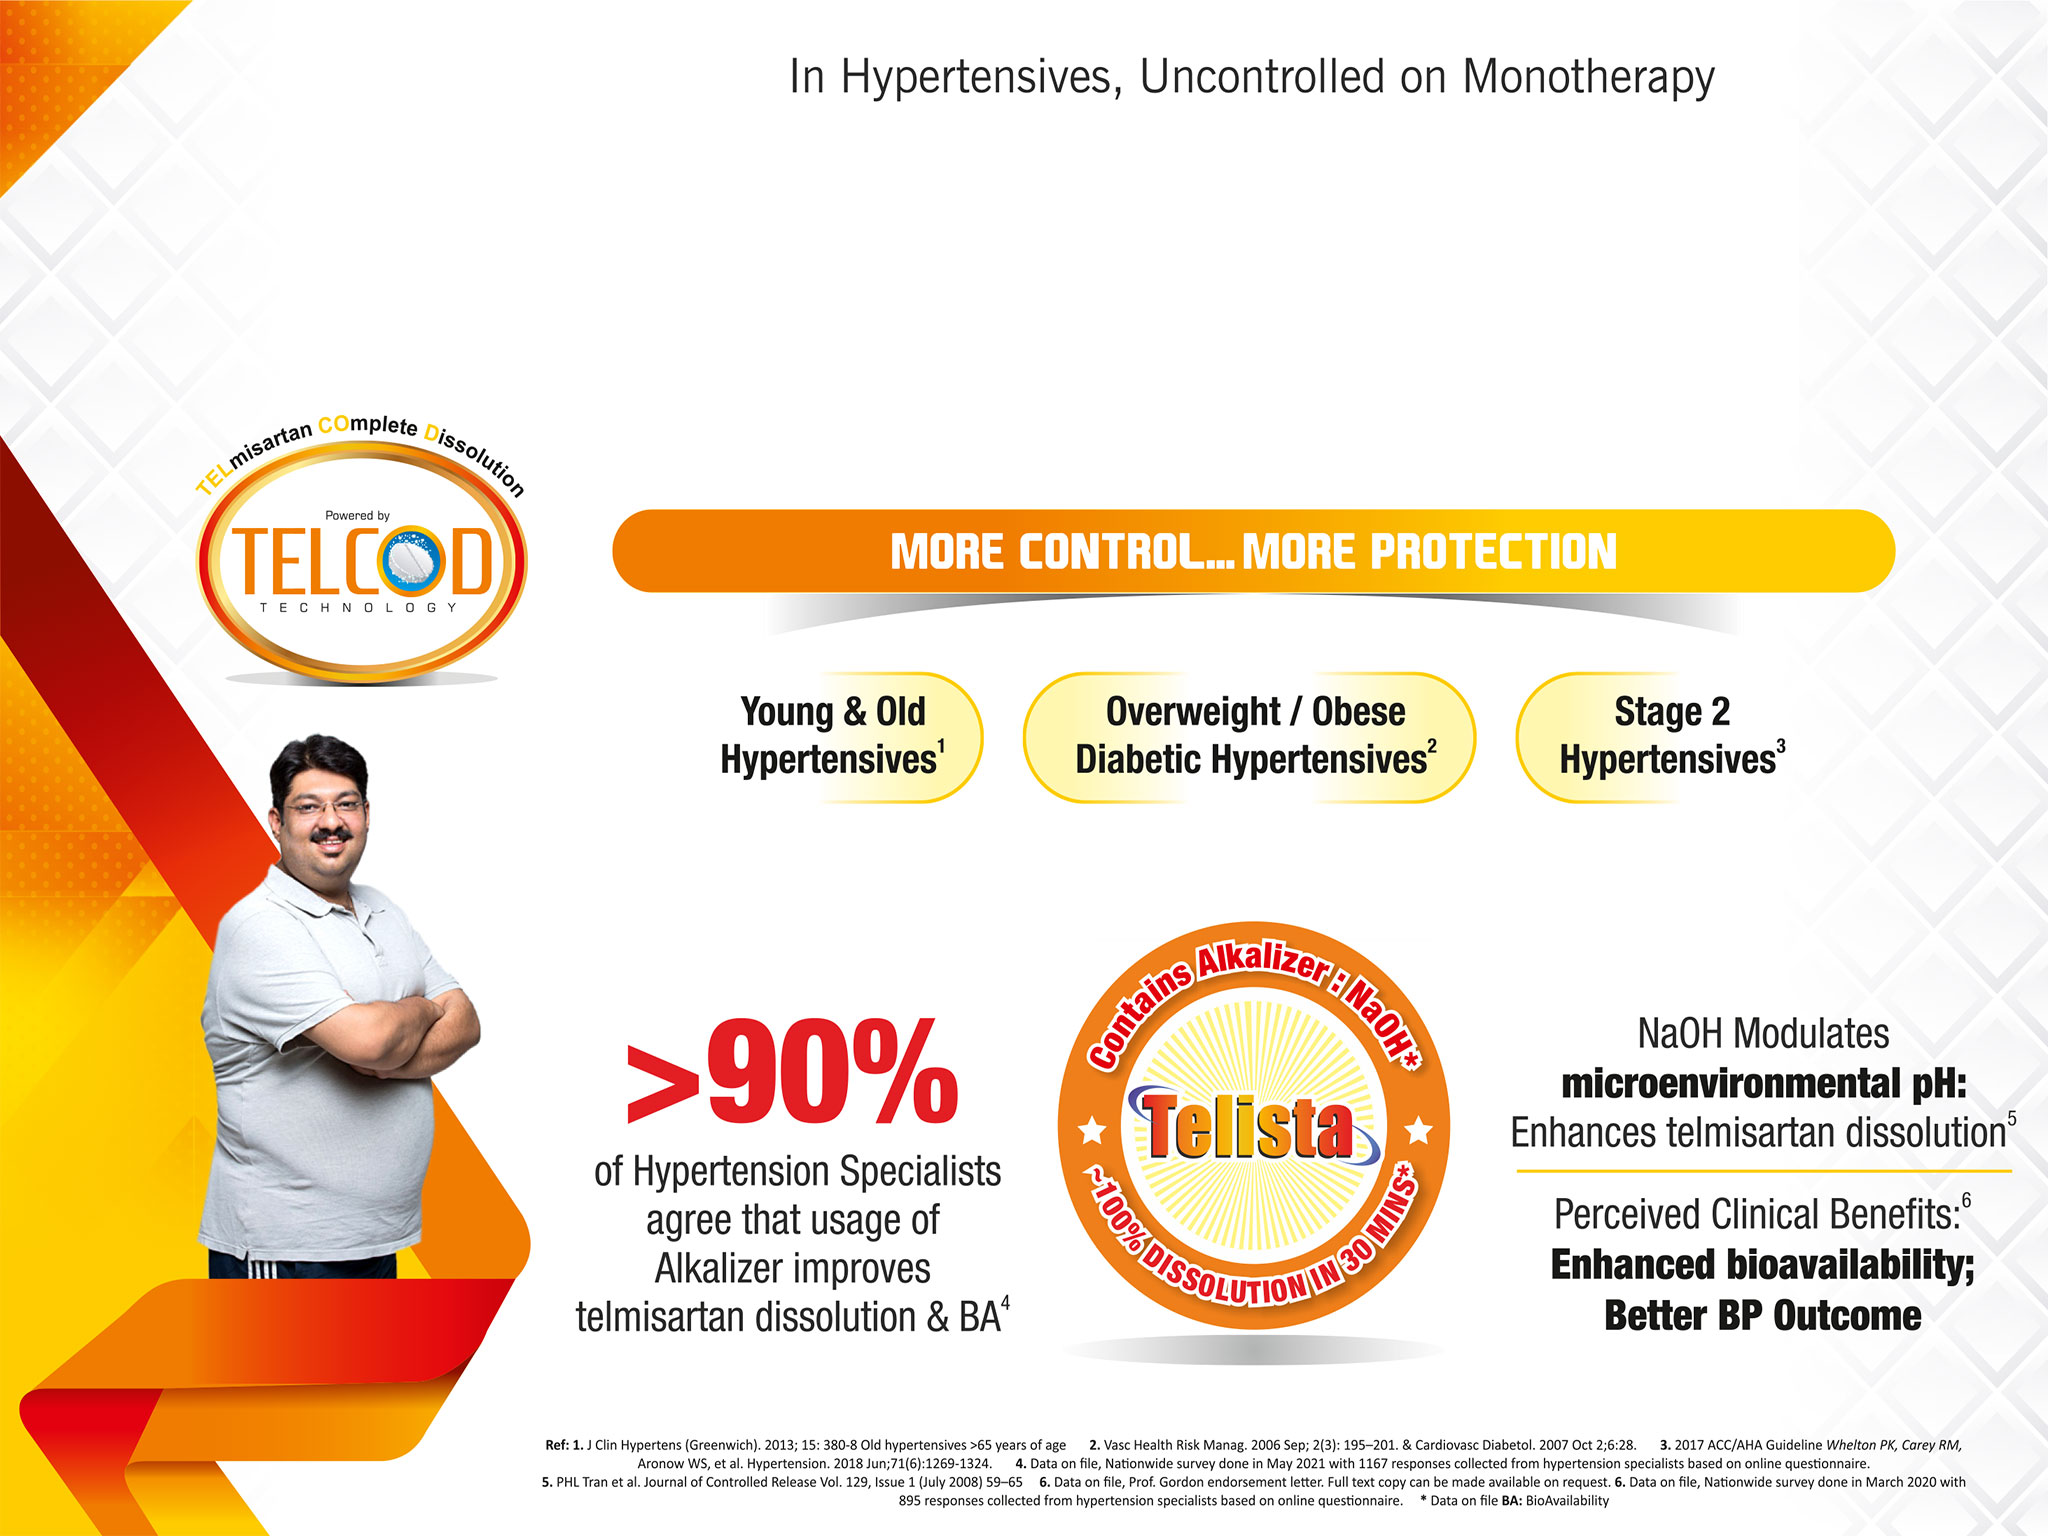 In Hypertensives, Uncontrolled on Monotherapy
TELmisartan COmplete Dissolution
Powered by
TELCOD
TECHNOLOGY
MORE CONTROL... MORE PROTECTION
Young & Old
Hypertensives1
Overweight / Obese
Diabetic Hypertensives2
Stage 2
Hypertensives3
>90%
of Hypertension Specialists
agree that usage of
Alkalizer improves
telmisartan dissolution & BA4
Contains Alkalizer : NaOH*
Telista
~100% DISSOLUTION IN 30 MINS*
NaOH Modulates
microenvironmental pH:
Enhances telmisartan dissolution5
Perceived Clinical Benefits:6
Enhanced bioavailability;
Better BP Outcome
Ref: 1. J Clin Hypertens (Greenwich). 2013; 15: 380-8 Old hypertensives >65 years of age 2. Vasc Health Risk Manag. 2006 Sep; 2(3): 195–201. & Cardiovasc Diabetol. 2007 Oct 2;6:28. 3. 2017 ACC/AHA Guideline Whelton PK, Carey RM,
Aronow WS, et al. Hypertension. 2018 Jun;71(6):1269-1324. 4. Data on file, Nationwide survey done in May 2021 with 1167 responses collected from hypertension specialists based on online questionnaire.
5. PHL Tran et al. Journal of Controlled Release Vol. 129, Issue 1 (July 2008) 59–65 6. Data on file, Prof. Gordon endorsement letter. Full text copy can be made available on request. 6. Data on file, Nationwide survey done in March 2020 with
895 responses collected from hypertension specialists based on online questionnaire. * Data on file BA: BioAvailability